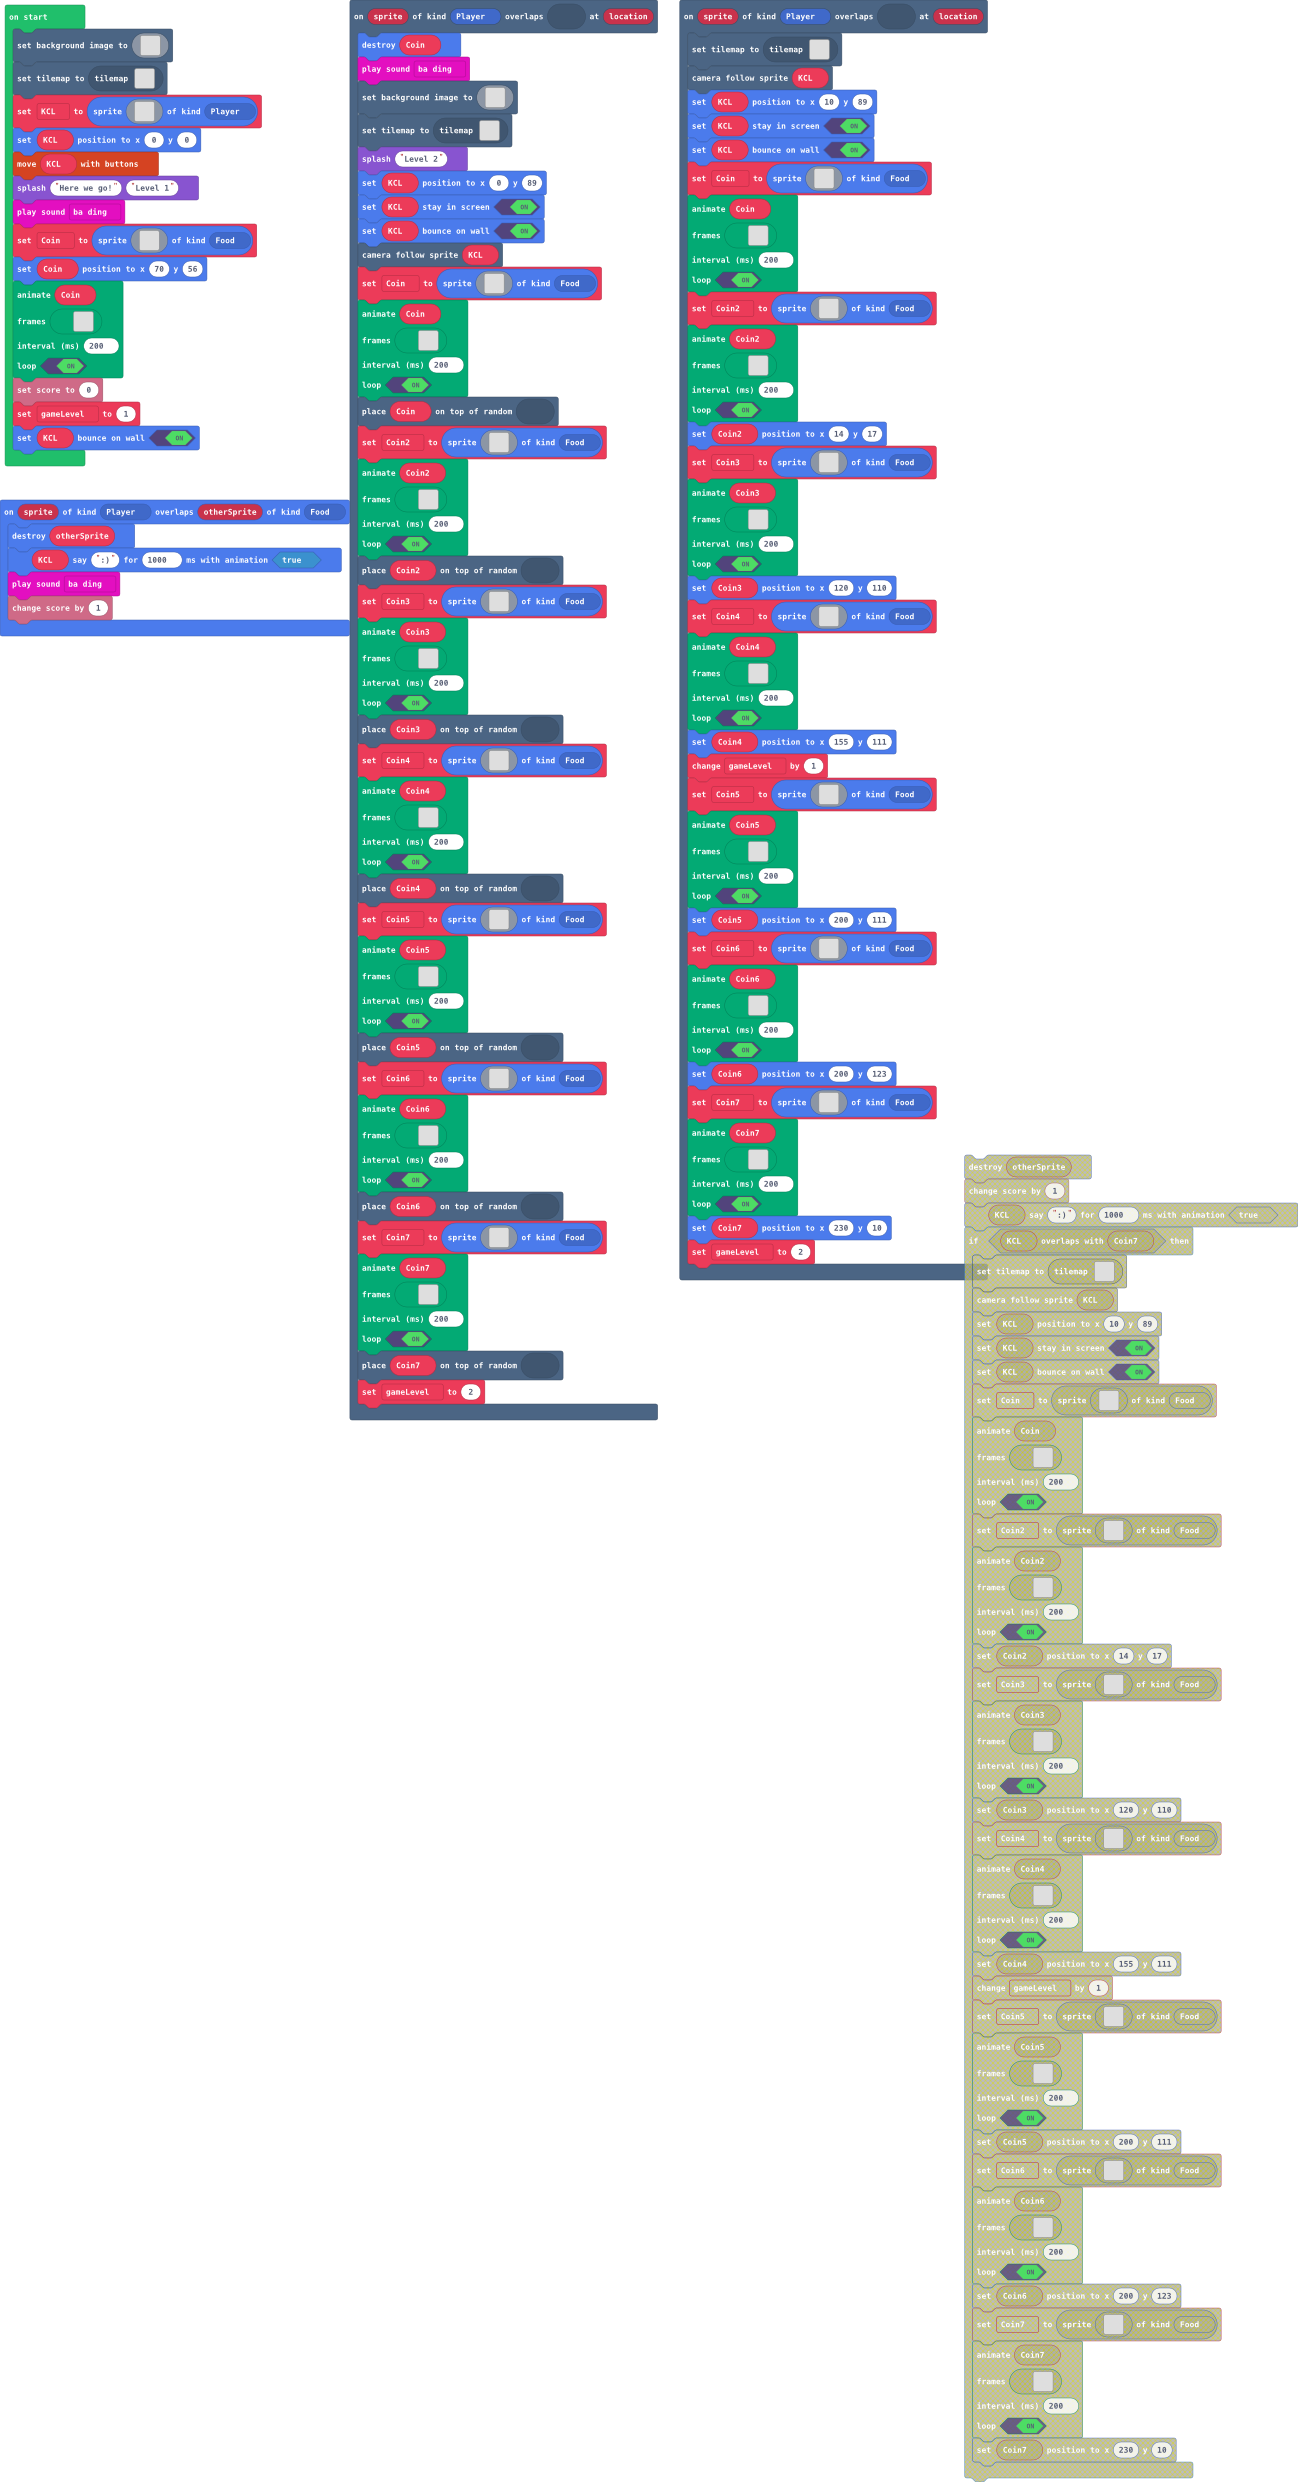 on start
set background image to
set tilemap to tilemap
set KCL to sprite of kind Player
set KCL position to x 0 y 0
move KCL with buttons
splash "Here we go!" "Level 1"
play sound ba ding
set Coin to sprite of kind Food
set Coin position to x 70 y 56
animate Coin
frames
interval (ms) 200
loop ON
set score to 0
set gameLevel to 1
set KCL bounce on wall ON
on sprite of kind Player overlaps otherSprite of kind Food
destroy otherSprite
KCL say ":)" for 1000 ms with animation true
play sound ba ding
change score by 1
on sprite of kind Player overlaps at location
destroy Coin
play sound ba ding
set background image to
set tilemap to tilemap
splash "Level 2"
set KCL position to x 0 y 89
set KCL stay in screen ON
set KCL bounce on wall ON
camera follow sprite KCL
set Coin to sprite of kind Food
animate Coin
frames
interval (ms) 200
loop ON
place Coin on top of random
set Coin2 to sprite of kind Food
animate Coin2
frames
interval (ms) 200
loop ON
place Coin2 on top of random
set Coin3 to sprite of kind Food
animate Coin3
frames
interval (ms) 200
loop ON
place Coin3 on top of random
set Coin4 to sprite of kind Food
animate Coin4
frames
interval (ms) 200
loop ON
place Coin4 on top of random
set Coin5 to sprite of kind Food
animate Coin5
frames
interval (ms) 200
loop ON
place Coin5 on top of random
set Coin6 to sprite of kind Food
animate Coin6
frames
interval (ms) 200
loop ON
place Coin6 on top of random
set Coin7 to sprite of kind Food
animate Coin7
frames
interval (ms) 200
loop ON
place Coin7 on top of random
set gameLevel to 2
on sprite of kind Player overlaps at location
set tilemap to tilemap
camera follow sprite KCL
set KCL position to x 10 y 89
set KCL stay in screen ON
set KCL bounce on wall ON
set Coin to sprite of kind Food
animate Coin
frames
interval (ms) 200
loop ON
set Coin2 to sprite of kind Food
animate Coin2
frames
interval (ms) 200
loop ON
set Coin2 position to x 14 y 17
set Coin3 to sprite of kind Food
animate Coin3
frames
interval (ms) 200
loop ON
set Coin3 position to x 120 y 110
set Coin4 to sprite of kind Food
animate Coin4
frames
interval (ms) 200
loop ON
set Coin4 position to x 155 y 111
change gameLevel by 1
set Coin5 to sprite of kind Food
animate Coin5
frames
interval (ms) 200
loop ON
set Coin5 position to x 200 y 111
set Coin6 to sprite of kind Food
animate Coin6
frames
interval (ms) 200
loop ON
set Coin6 position to x 200 y 123
set Coin7 to sprite of kind Food
animate Coin7
frames
interval (ms) 200
loop ON
set Coin7 position to x 230 y 10
set gameLevel to 2
destroy otherSprite
change score by 1
KCL say ":)" for 1000 ms with animation true
if KCL overlaps with Coin7 then
set tilemap to tilemap
camera follow sprite KCL
set KCL position to x 10 y 89
set KCL stay in screen ON
set KCL bounce on wall ON
set Coin to sprite of kind Food
animate Coin
frames
interval (ms) 200
loop ON
set Coin2 to sprite of kind Food
animate Coin2
frames
interval (ms) 200
loop ON
set Coin2 position to x 14 y 17
set Coin3 to sprite of kind Food
animate Coin3
frames
interval (ms) 200
loop ON
set Coin3 position to x 120 y 110
set Coin4 to sprite of kind Food
animate Coin4
frames
interval (ms) 200
loop ON
set Coin4 position to x 155 y 111
change gameLevel by 1
set Coin5 to sprite of kind Food
animate Coin5
frames
interval (ms) 200
loop ON
set Coin5 position to x 200 y 111
set Coin6 to sprite of kind Food
animate Coin6
frames
interval (ms) 200
loop ON
set Coin6 position to x 200 y 123
set Coin7 to sprite of kind Food
animate Coin7
frames
interval (ms) 200
loop ON
set Coin7 position to x 230 y 10